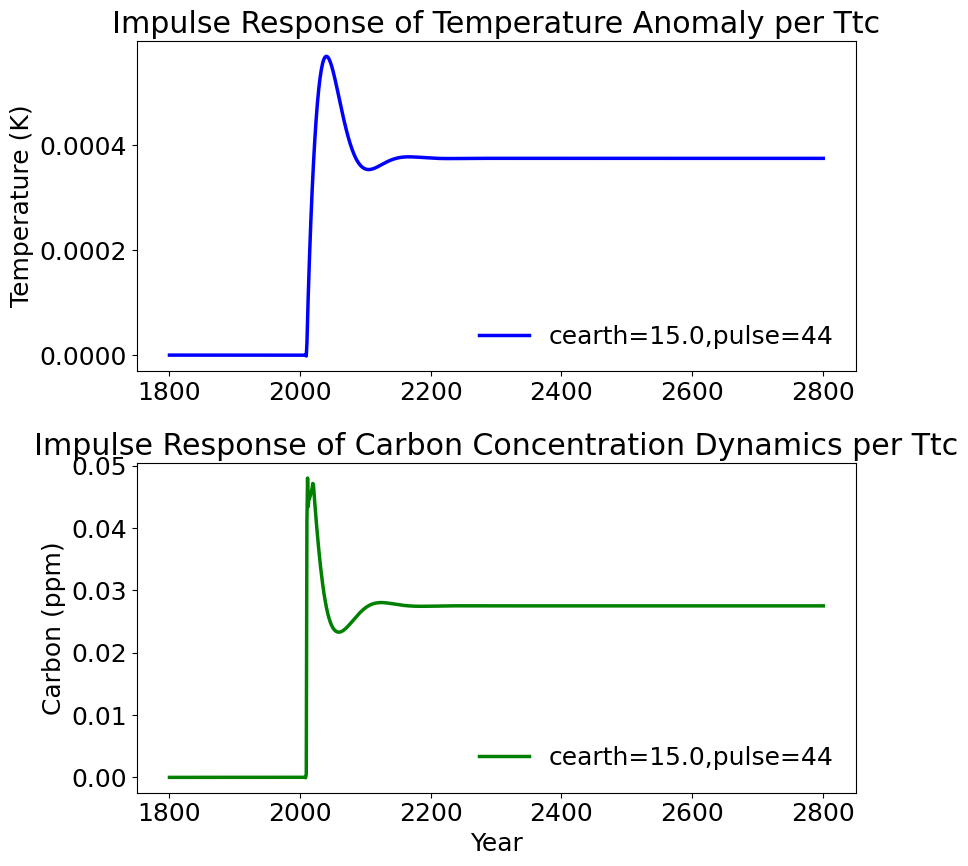 Impulse Response of Temperature Anomaly per Ttc
Temperature (K)
0.0004
0.0002
0.0000
cearth=15.0,pulse=44
1800 2000 2200 2400 2600 2800
Impulse Response of Carbon Concentration Dynamics per Ttc
Carbon (ppm)
0.05
0.04
0.03
0.02
0.01
0.00
cearth=15.0,pulse=44
1800 2000 2200 2400 2600 2800
Year